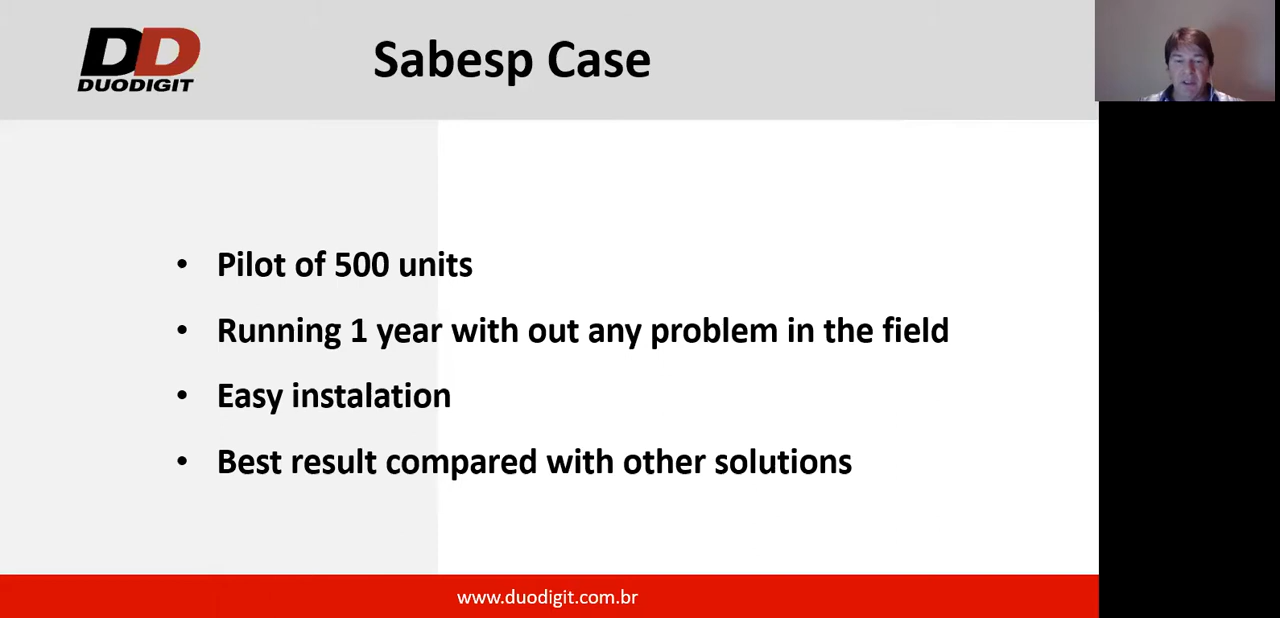 DD
DUODIGIT
Sabesp Case
• Pilot of 500 units
• Running 1 year with out any problem in the field
• Easy instalation
• Best result compared with other solutions
www.duodigit.com.br